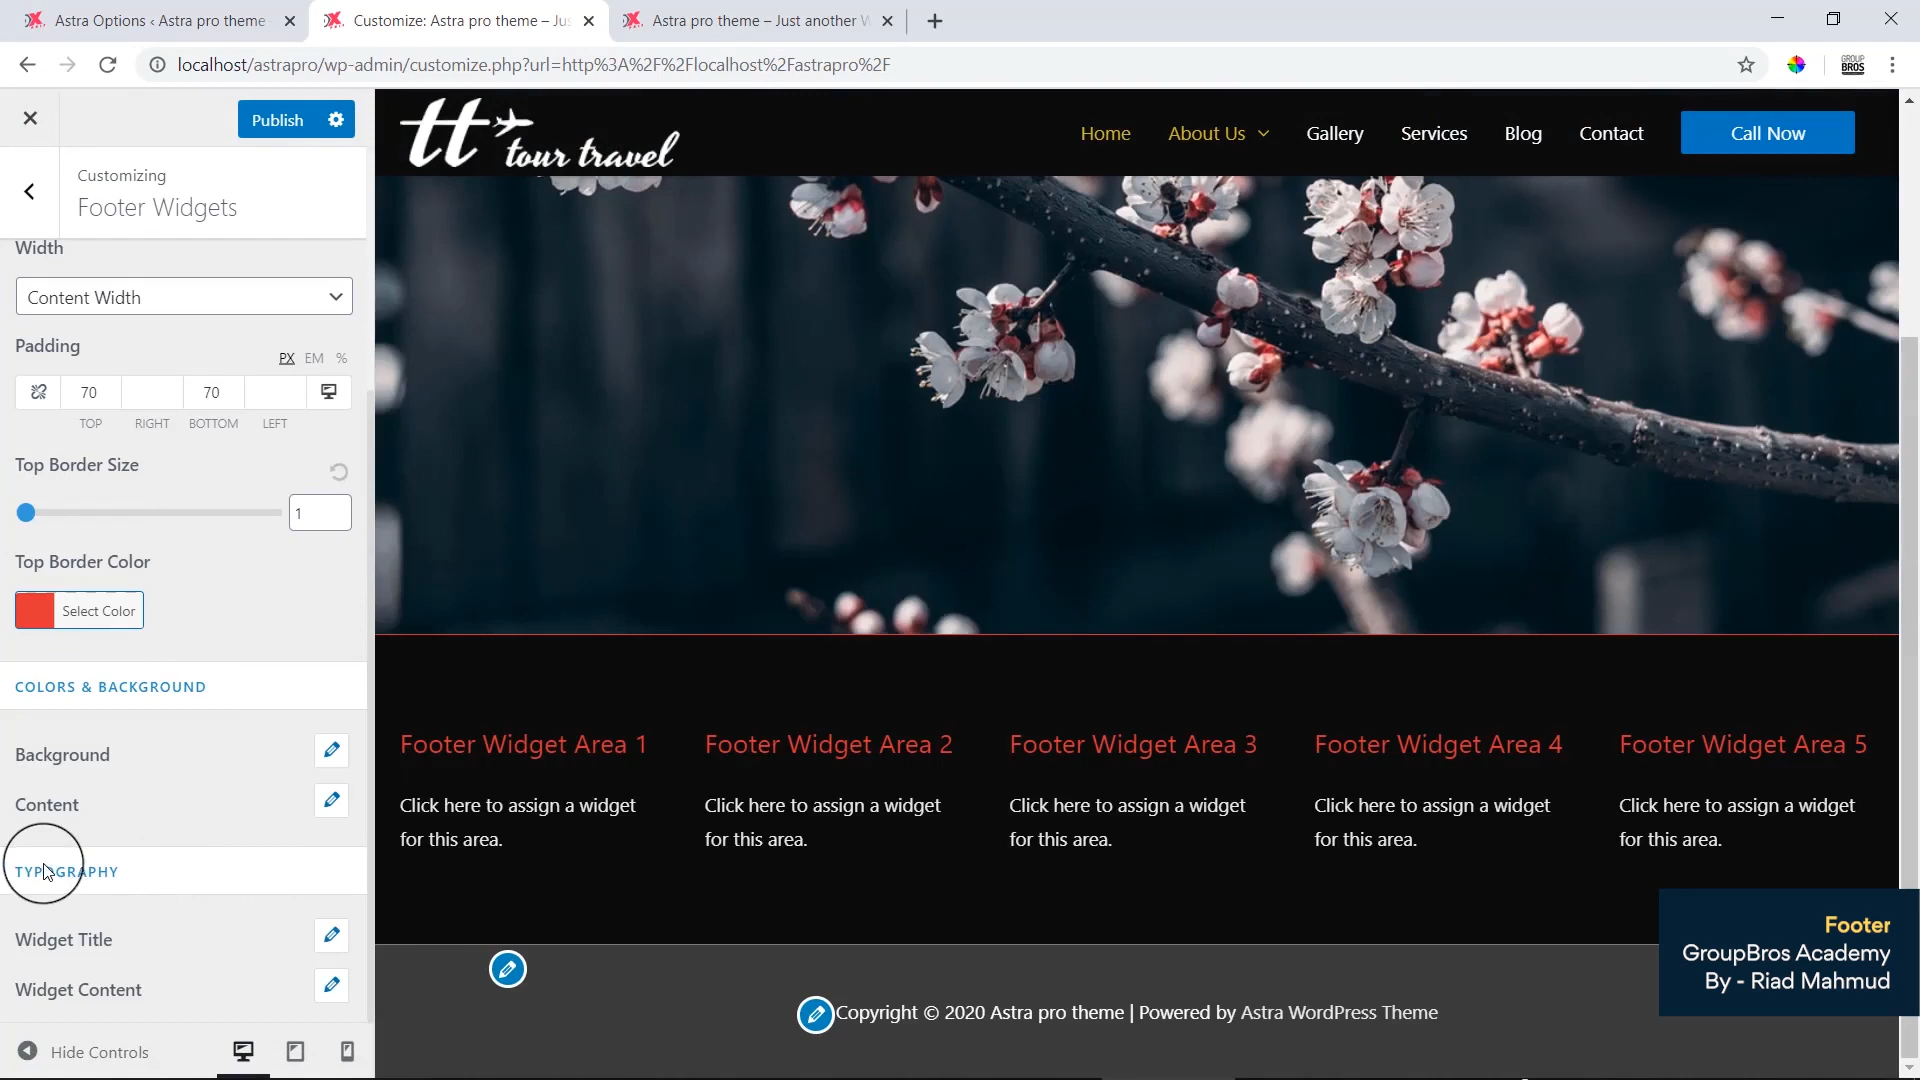 Astra Options ‹ Astra pro theme
Customize: Astra pro theme – Jus
Astra pro theme – Just another W
localhost/astrapro/wp-admin/customize.php?url=http%3A%2F%2Flocalhost%2Fastrapro%2F
GROUP
BROS
Publish
Customizing
Footer Widgets
Width
Content Width
Padding
PX EM %
70 70
TOP RIGHT BOTTOM LEFT
Top Border Size
1
Top Border Color
Select Color
COLORS & BACKGROUND
Background
Content
TYPOGRAPHY
Widget Title
Widget Content
Hide Controls
tt tour travel
Home About Us Gallery Services Blog Contact Call Now
Footer Widget Area 1 Footer Widget Area 2 Footer Widget Area 3 Footer Widget Area 4 Footer Widget Area 5
Click here to assign a widget Click here to assign a widget Click here to assign a widget Click here to assign a widget Click here to assign a widget
for this area. for this area. for this area. for this area. for this area.
Copyright © 2020 Astra pro theme | Powered by Astra WordPress Theme
Footer
GroupBros Academy
By - Riad Mahmud